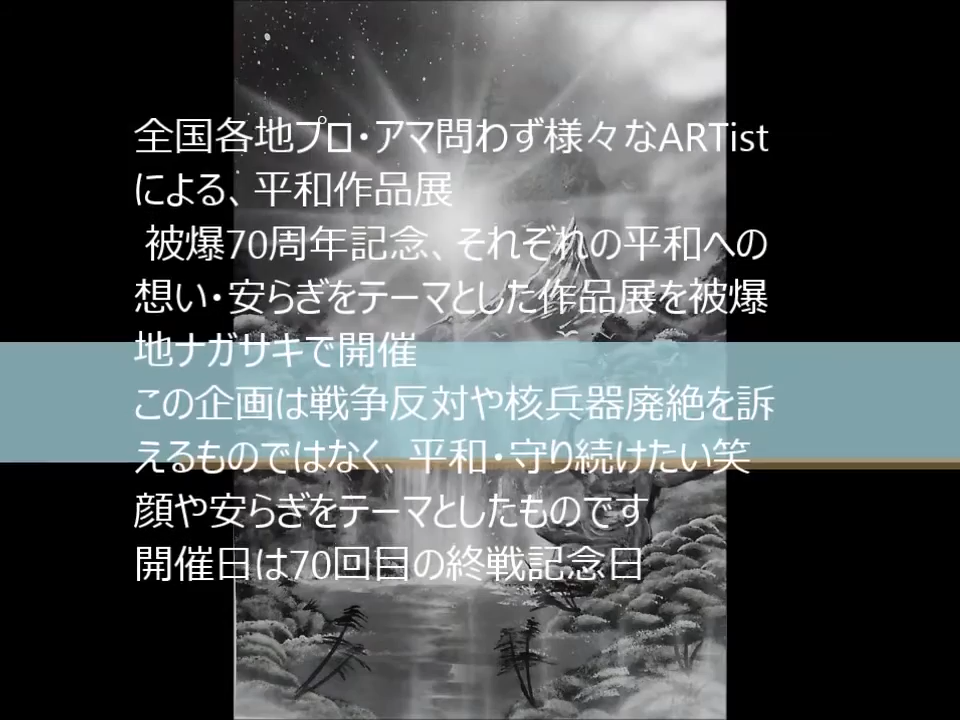 全国各地プロ・アマ問わず様々なARTist
による、平和作品展
被爆70周年記念、それぞれの平和への
想い・安らぎをテーマとした作品展を被爆
地ナガサキで開催
この企画は戦争反対や核兵器廃絶を訴
えるものではなく、平和・守り続けたい笑
顔や安らぎをテーマとしたものです
開催日は70回目の終戦記念日